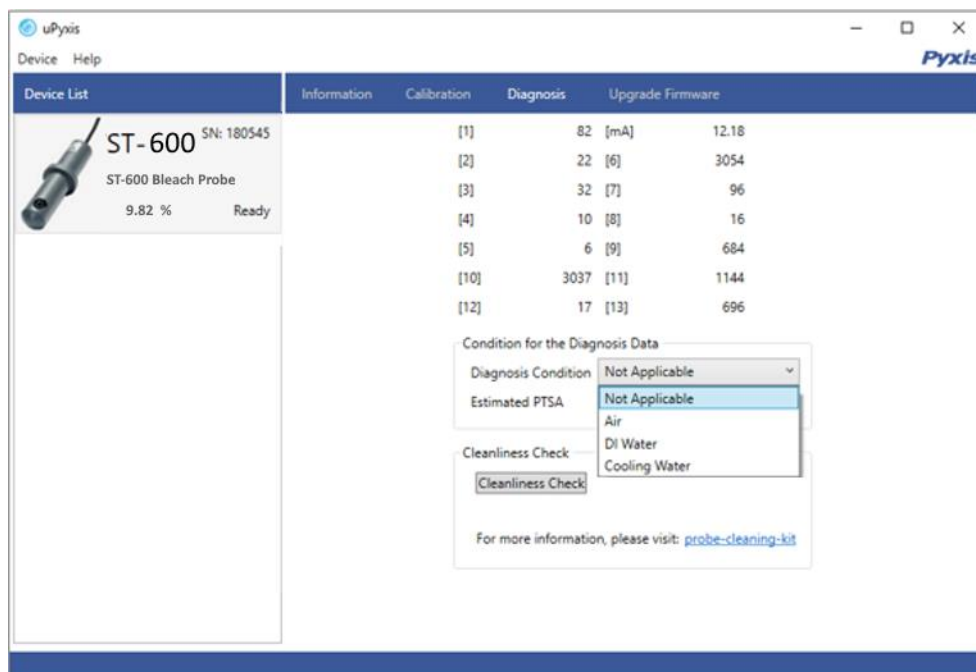 uPyxis
Device Help
Pyxis
Device List
Information Calibration Diagnosis Upgrade Firmware
ST-600 SN: 180545
ST-600 Bleach Probe
9.82 % Ready
[1] 82 [mA] 12.18
[2] 22 [6] 3054
[3] 32 [7] 96
[4] 10 [8] 16
[5] 6 [9] 684
[10] 3037 [11] 1144
[12] 17 [13] 696
Condition for the Diagnosis Data
Diagnosis Condition Not Applicable
Estimated PTSA Not Applicable
Air
DI Water
Cooling Water
Cleanliness Check
Cleanliness Check
For more information, please visit: probe-cleaning-kit